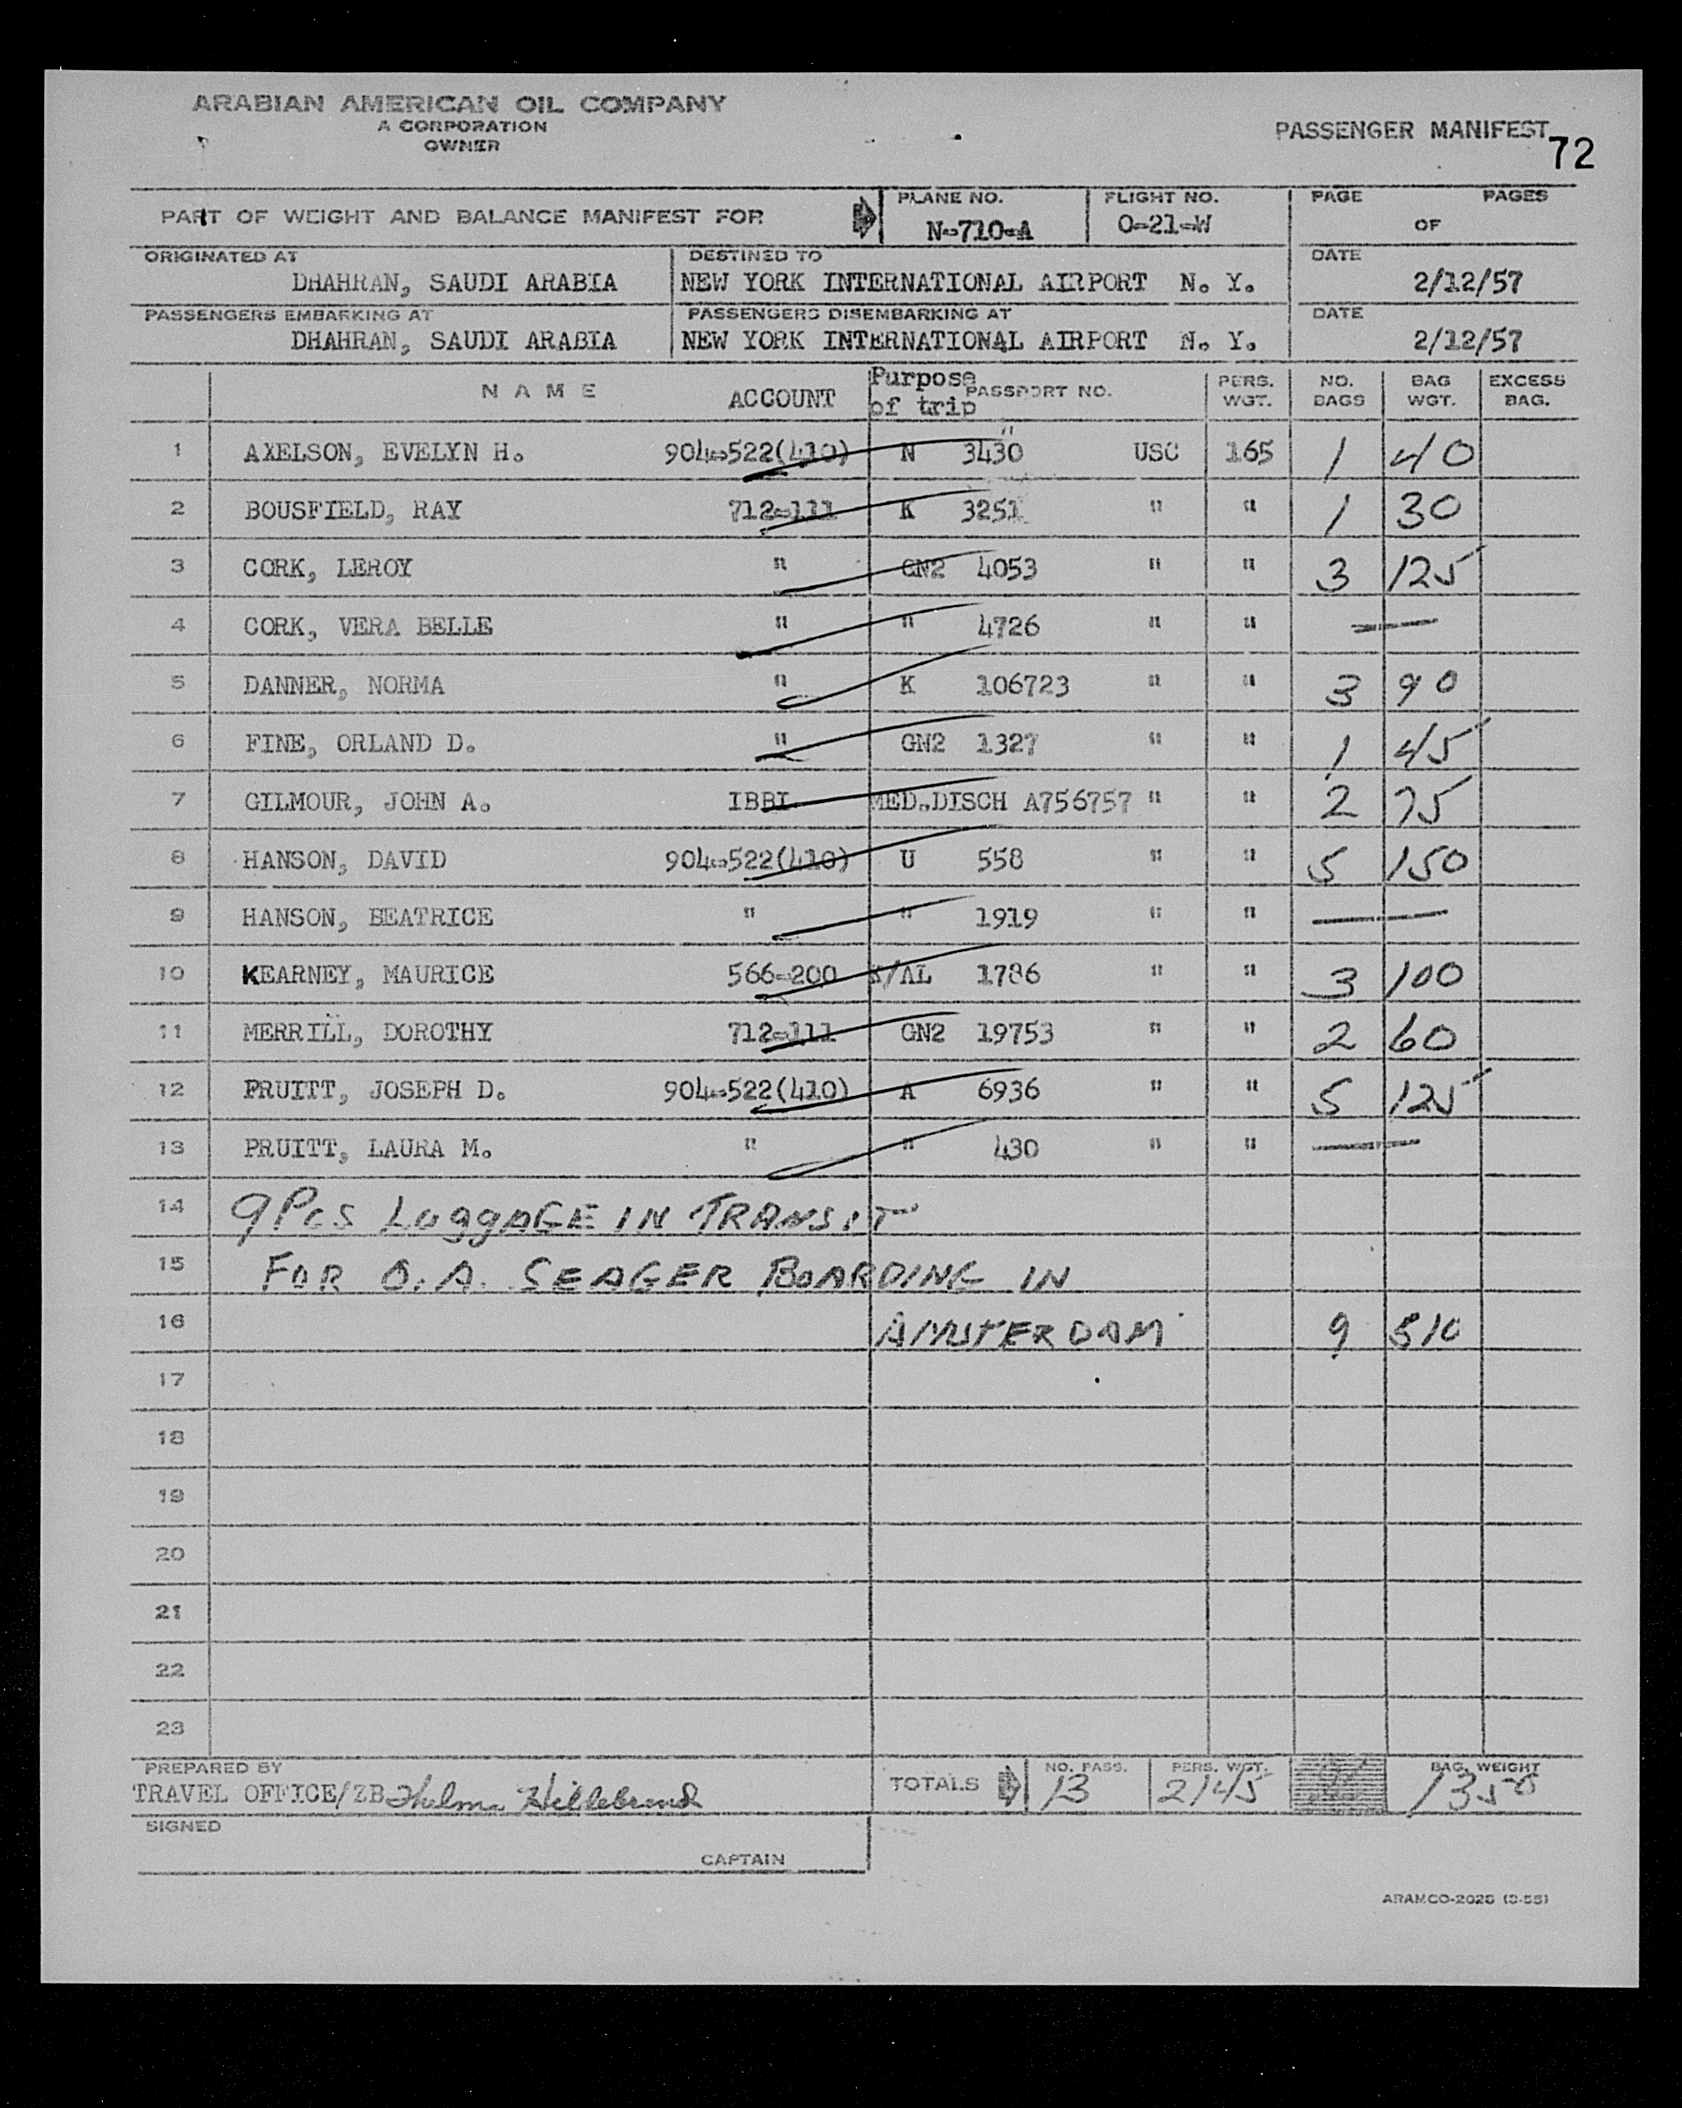 ARABIAN AMERICAN OIL COMPANY
A CORPORATION
OWNER
PASSENGER MANIFEST
72
PART OF WEIGHT AND BALANCE MANIFEST FOR
PLANE NO. N-710-A
FLIGHT NO. O-21-W
PAGE OF PAGES
ORIGINATED AT DHAHRAN, SAUDI ARABIA
DESTINED TO NEW YORK INTERNATIONAL AIRPORT N. Y.
DATE 2/12/57
PASSENGERS EMBARKING AT DHAHRAN, SAUDI ARABIA
PASSENGERS DISEMBARKING AT NEW YORK INTERNATIONAL AIRPORT N. Y.
DATE 2/12/57
NAME ACCOUNT Purpose of trip PASSPORT NO. PERS. WGT. NO. BAGS BAG WGT. EXCESS BAG.
1 AXELSON, EVELYN H. 904-522(410) N 3430 USC 165 1 40
2 BOUSFIELD, RAY 712-111 K 3251 " " 1 30
3 CORK, LEROY " GN2 4053 " " 3 125
4 CORK, VERA BELLE " " 4726 " " —
5 DANNER, NORMA " K 106723 " " 3 90
6 FINE, ORLAND D. " GN2 1327 " " 1 45
7 GILMOUR, JOHN A. IBBI MED.DISCH A756757 " " 2 75
8 HANSON, DAVID 904-522(410) U 558 " " 5 150
9 HANSON, BEATRICE " " 1919 " " —
10 KEARNEY, MAURICE 566-200 /AL 1786 " " 3 100
11 MERRILL, DOROTHY 712-111 GN2 19753 " " 2 60
12 PRUITT, JOSEPH D. 904-522(410) A 6936 " " 5 125
13 PRUITT, LAURA M. " " 430 " " —
14 9 Pcs LuggAGE IN TRANSIT
15 FOR O. A. SEAGER BOARDING IN
16 AMSTERDAM 9 510
17
18
19
20
21
22
23
PREPARED BY
TRAVEL OFFICE/ZB Thelma Hillebrand
TOTALS NO. PASS. 13 PERS. WGT. 2145 BAG. WEIGHT 1350
SIGNED
CAPTAIN
ARAMCO-2028 (3-55)